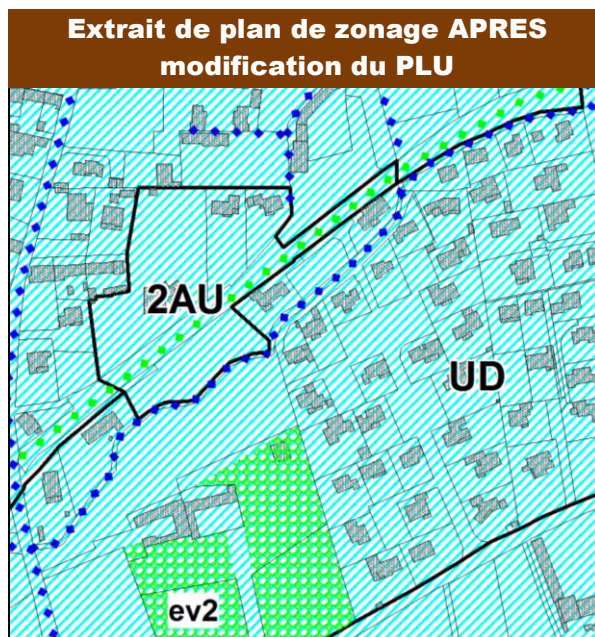 Extrait de plan de zonage APRES
modification du PLU
2AU
UD
ev2